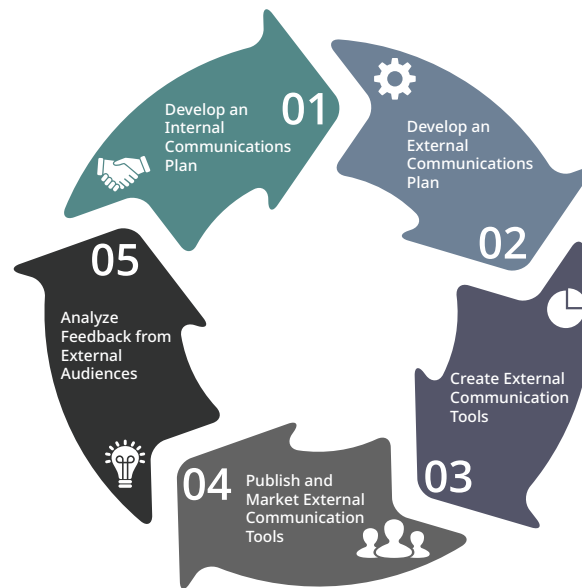 01
Develop an
Internal
Communications
Plan
Develop an
External
Communications
Plan
02
Create External
Communication
Tools
03
04
Publish and
Market External
Communication
Tools
05
Analyze
Feedback from
External
Audiences